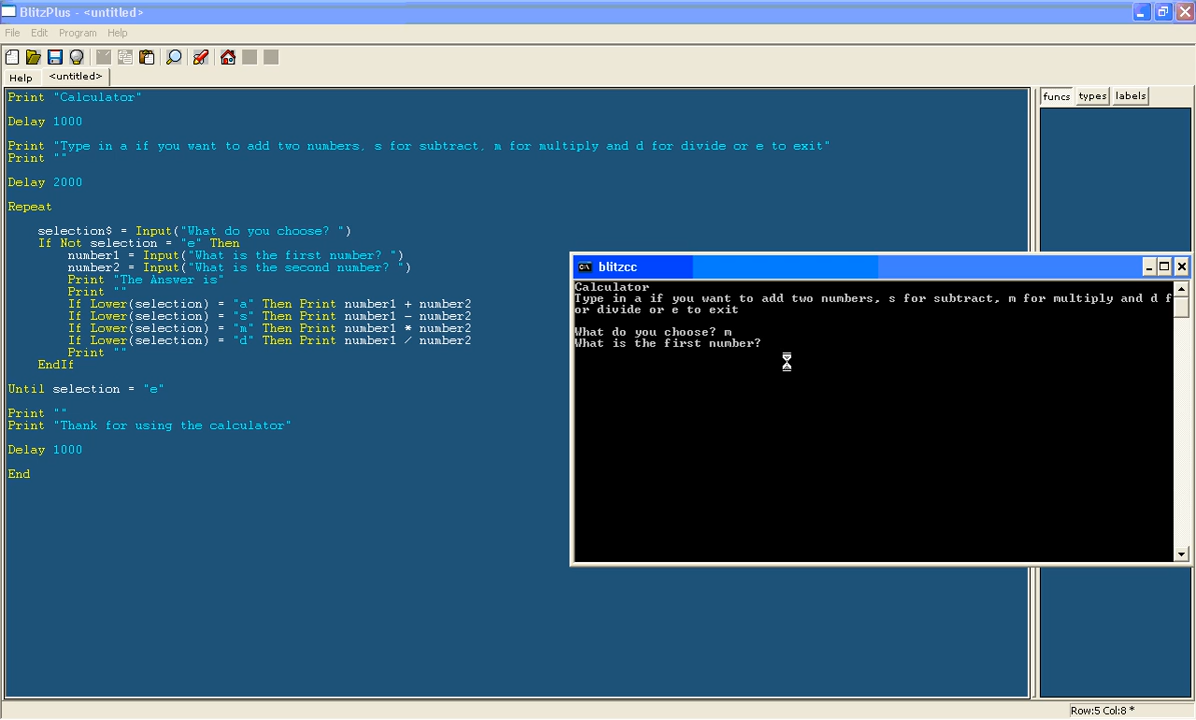 BlitzPlus - <untitled>
File Edit Program Help
Help <untitled>
Print "Calculator"
Delay 1000
Print "Type in a if you want to add two numbers, s for subtract, m for multiply and d for divide or e to exit"
Print ""
Delay 2000
Repeat
selection$ = Input("What do you choose? ")
If Not selection = "e" Then
number1 = Input("What is the first number? ")
number2 = Input("What is the second number? ")
Print "The Answer is"
Print ""
If Lower(selection) = "a" Then Print number1 + number2
If Lower(selection) = "s" Then Print number1 - number2
If Lower(selection) = "m" Then Print number1 * number2
If Lower(selection) = "d" Then Print number1 / number2
Print ""
EndIf
Until selection = "e"
Print ""
Print "Thank for using the calculator"
Delay 1000
End
funcs types labels
blitzcc
Calculator
Type in a if you want to add two numbers, s for subtract, m for multiply and d f
or divide or e to exit
What do you choose? m
What is the first number?
Row:5 Col:8 *